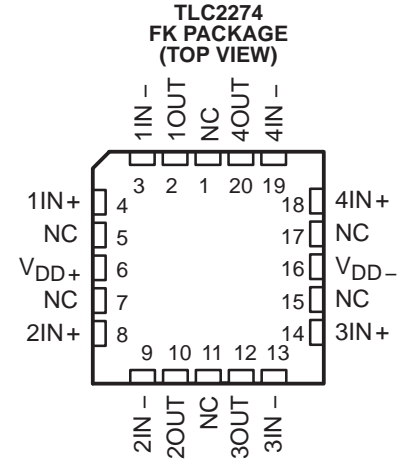 TLC2274
FK PACKAGE
(TOP VIEW)
1IN − 1OUT NC 4OUT 4IN −
3 2 1 20 19
1IN + 4 18 4IN +
NC 5 17 NC
VDD + 6 16 VDD −
NC 7 15 NC
2IN + 8 14 3IN +
9 10 11 12 13
2IN − 2OUT NC 3OUT 3IN −